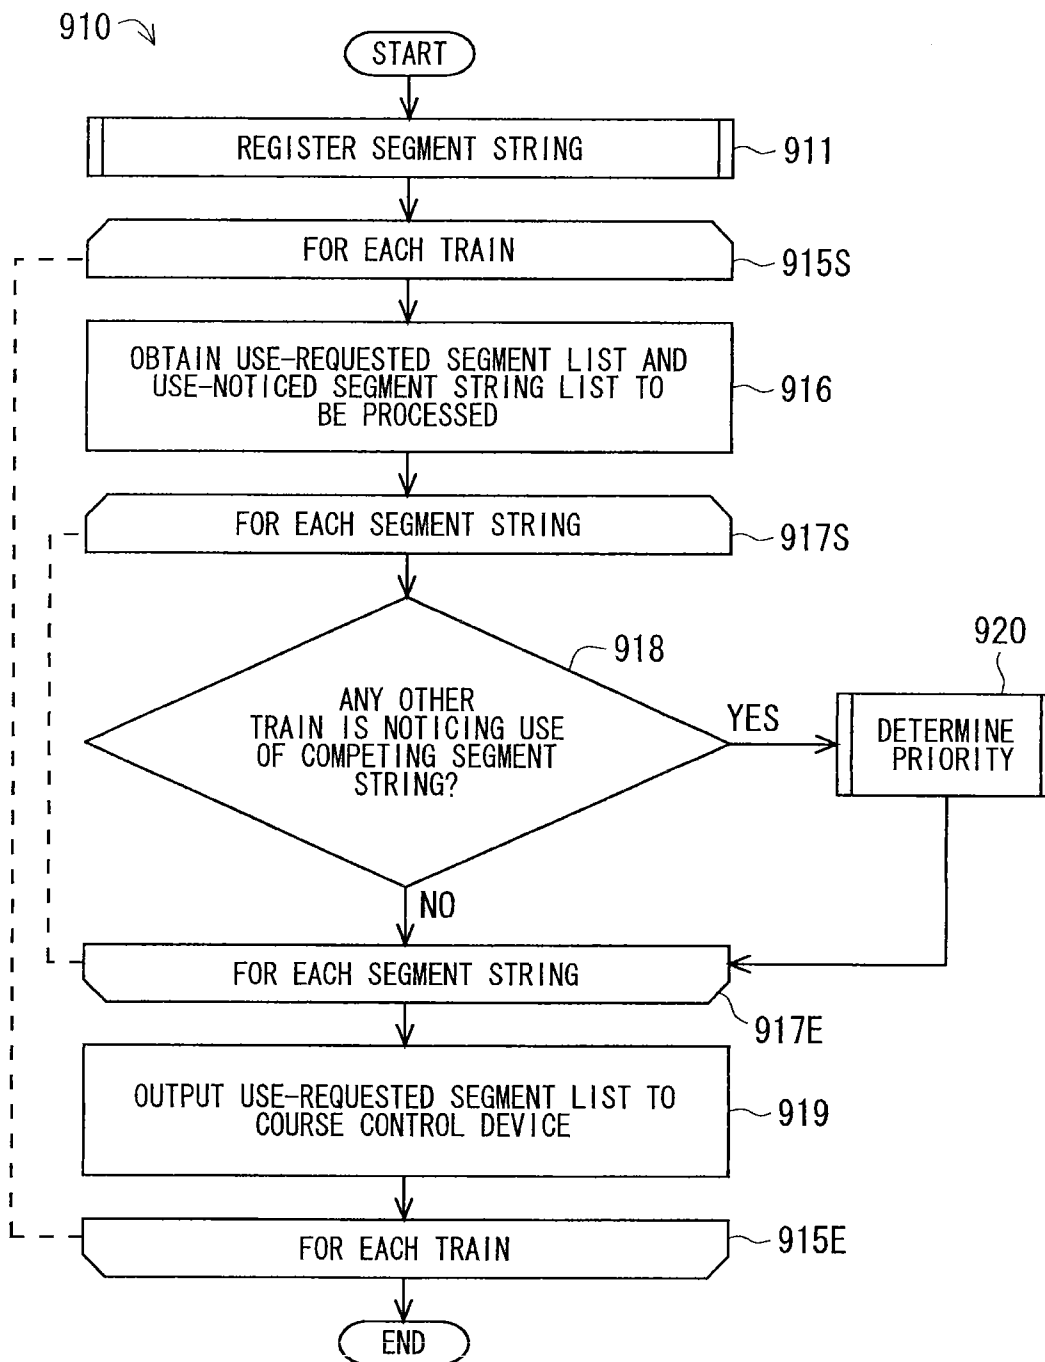 910
START
REGISTER SEGMENT STRING
911
FOR EACH TRAIN
915S
OBTAIN USE-REQUESTED SEGMENT LIST AND
USE-NOTICED SEGMENT STRING LIST TO
BE PROCESSED
916
FOR EACH SEGMENT STRING
917S
918
ANY OTHER
TRAIN IS NOTICING USE
OF COMPETING SEGMENT
STRING?
YES
920
DETERMINE
PRIORITY
NO
FOR EACH SEGMENT STRING
917E
OUTPUT USE-REQUESTED SEGMENT LIST TO
COURSE CONTROL DEVICE
919
FOR EACH TRAIN
915E
END